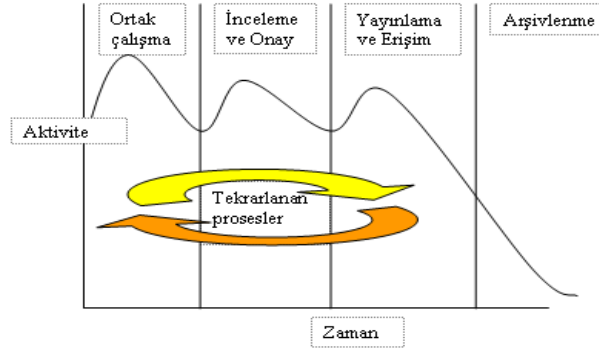 Ortak
çalışma
İnceleme
ve Onay
Yayınlama
ve Erişim
Arşivlenme
Aktivite
Tekrarlanan
prosesler
Zaman